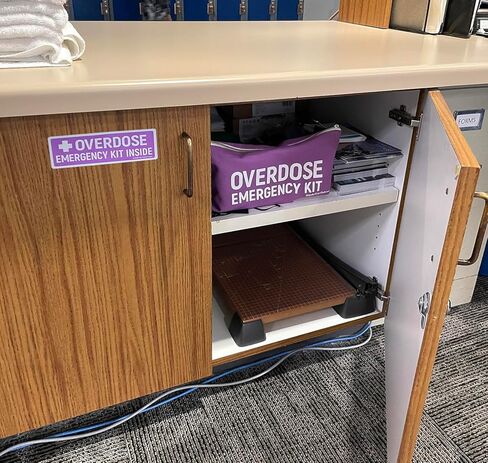 ✚ OVERDOSE
EMERGENCY KIT INSIDE
OVERDOSE
EMERGENCY KIT
FORMS